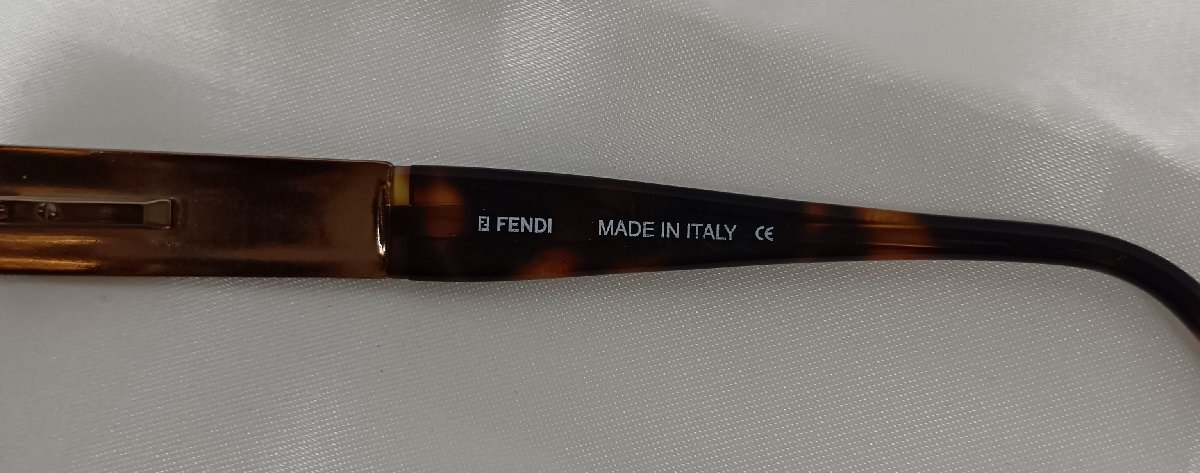 FENDI MADE IN ITALY CE